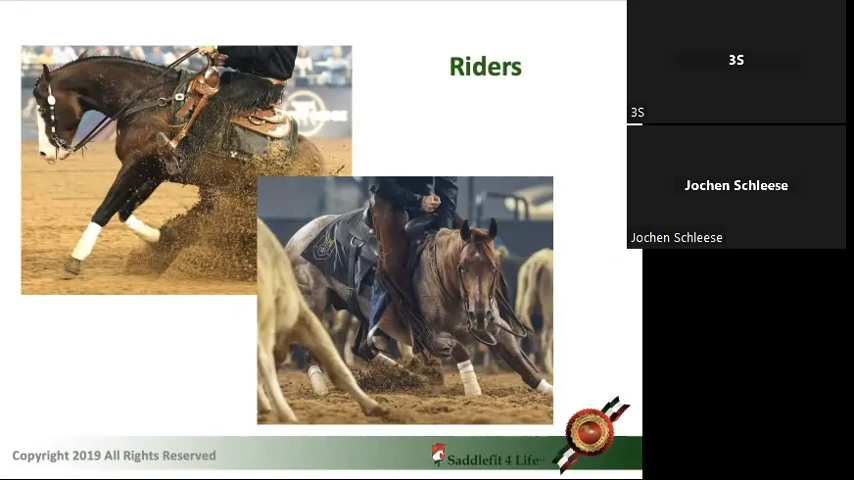 Riders
3S
3S
Jochen Schleese
Jochen Schleese
Copyright 2019 All Rights Reserved
Saddlefit 4 Life